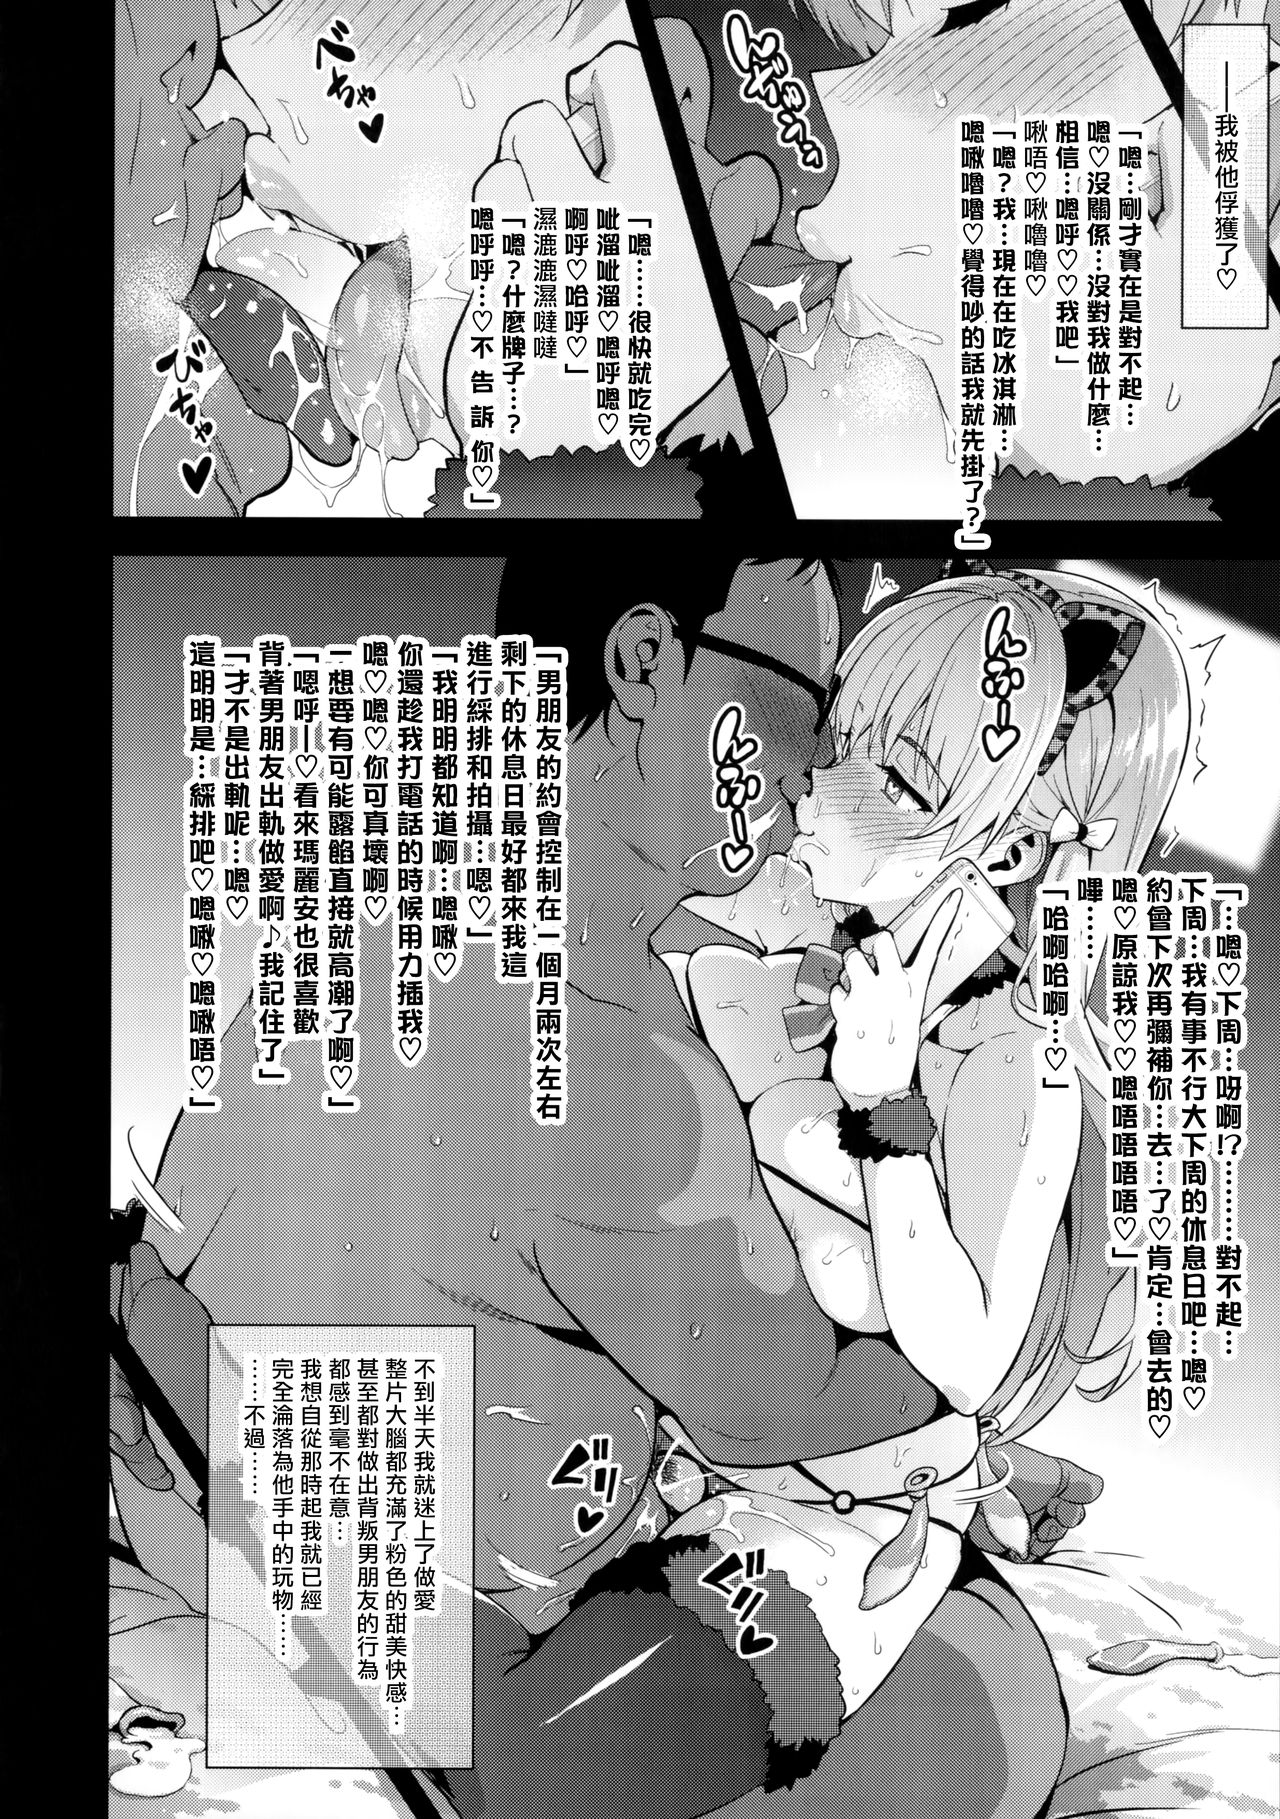 ——我被他俘獲了♡
「嗯…剛才實在是對不起…
嗯♡沒關係…沒對我做什麼…
相信…嗯呼♡♡我吧」
啾唔♡啾嚕嚕♡
「嗯?我…現在在吃冰淇淋…
嗯啾嚕嚕♡覺得吵的話我就先掛了?」
んぢゅるるっっ
「嗯……很快就吃完♡
呲溜呲溜♡嗯呼嗯♡
啊呼♡哈呼♡」
濕漉漉濕噠噠
「嗯?什麼牌子…?
嗯呼呼…♡不 告 訴 你♡」
べちゃ♥
びちゃ♥
「…嗯♡下周…呀啊!?………對不起…
下周…我有事不行大下周的休息日吧…嗯♡
約會下次再彌補你…去…了♡肯定…會去的♡
嗯♡原諒我♡♡嗯唔唔唔唔♡」
嗶……
「哈啊哈啊…♡」
んふー♡
んふー♡
「男朋友的約會控制在一個月兩次左右
剩下的休息日最好都來我這
進行綵排和拍攝…嗯♡」
「我明明都知道啊…嗯啾♡
你還趁我打電話的時候用力插我♡
嗯♡嗯♡你可真壞啊♡
一想要有可能露餡直接就高潮了啊♡」
「嗯呼—♡看來瑪麗安也很喜歡
背著男朋友出軌做愛啊♪我記住了」
「才不是出軌呢…嗯♡
這明明是…綵排吧♡嗯啾♡嗯啾唔♡」
ぐりっ
ぐりっ♥
不到半天我就迷上了做愛
整片大腦都充滿了粉色的甜美快感…
甚至都對做出背叛男朋友的行為
都感到毫不在意…
我想自從那時起我就已經
完全淪落為他手中的玩物……
……不過……